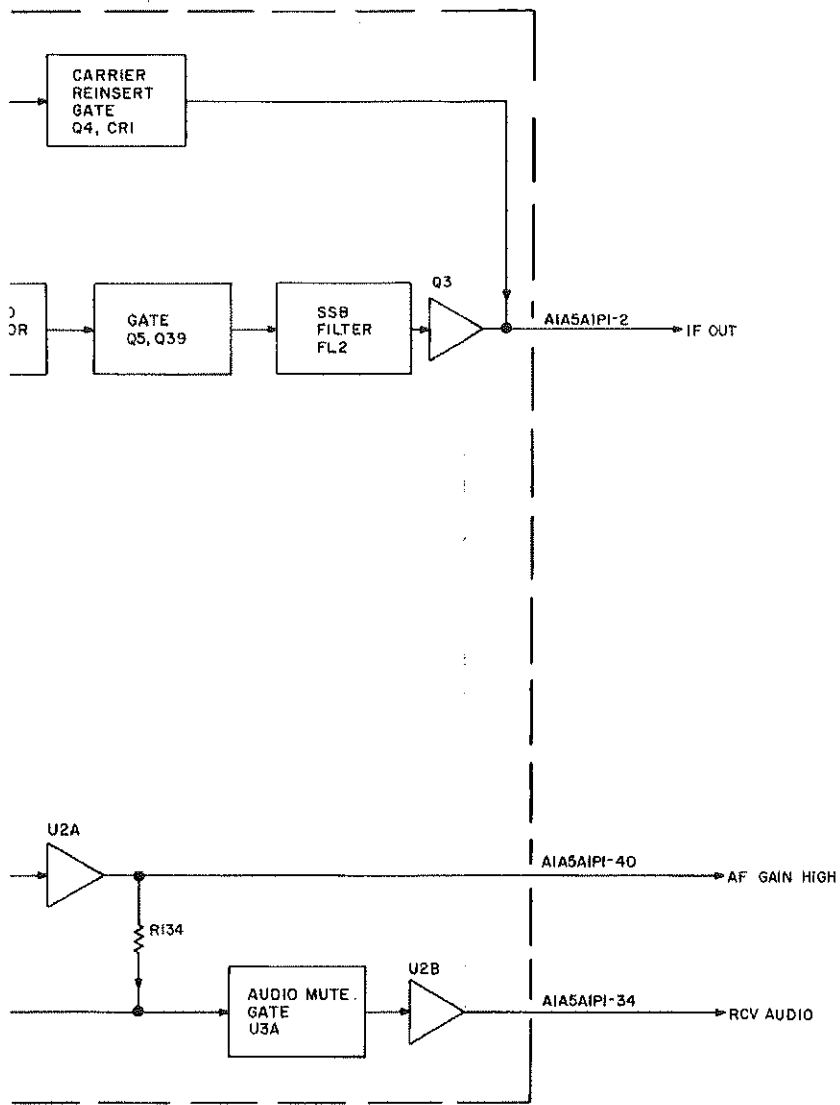 CARRIER
REINSERT
GATE
Q4, CR1
Q3
OR
GATE
Q5, Q39
SSB
FILTER
FL2
A1A5A1P1-2
IF OUT
U2A
A1A5A1P1-40
AF GAIN HIGH
R134
U2B
AUDIO MUTE.
GATE
U3A
A1A5A1P1-34
RCV AUDIO